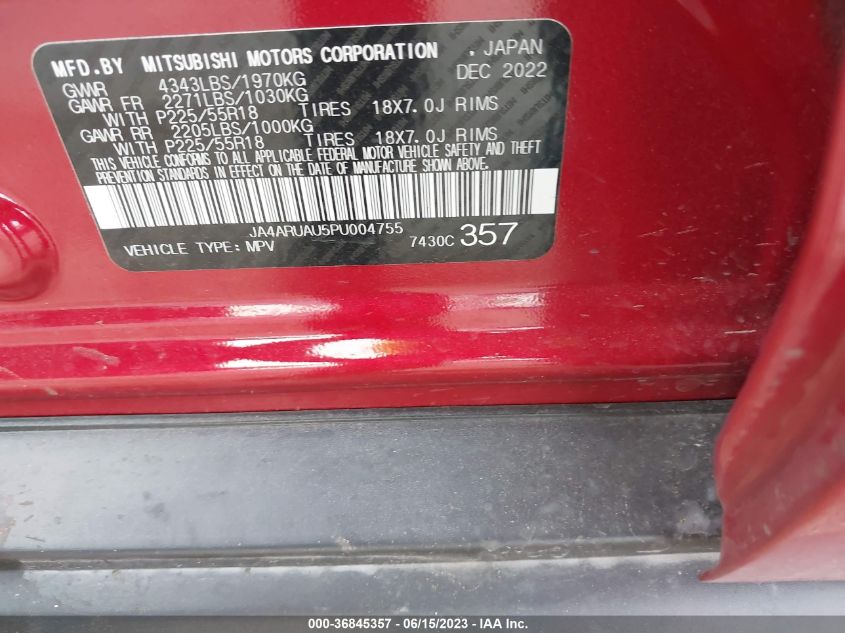 MFD.BY MITSUBISHI MOTORS CORPORATION , JAPAN
GVWR 4343LBS/1970KG DEC 2022
GAWR FR 2271LBS/1030KG
WITH P225/55R18 TIRES 18X7.0J RIMS
GAWR RR 2205LBS/1000KG
WITH P225/55R18 TIRES 18X7.0J RIMS
THIS VEHICLE CONFORMS TO ALL APPLICABLE FEDERAL MOTOR VEHICLE SAFETY AND THEFT
PREVENTION STANDARDS IN EFFECT ON THE DATE OF MANUFACTURE SHOWN ABOVE.
JA4ARUAU5PU004755
VEHICLE TYPE: MPV 7430C 357
000-36845357 - 06/15/2023 - IAA Inc.